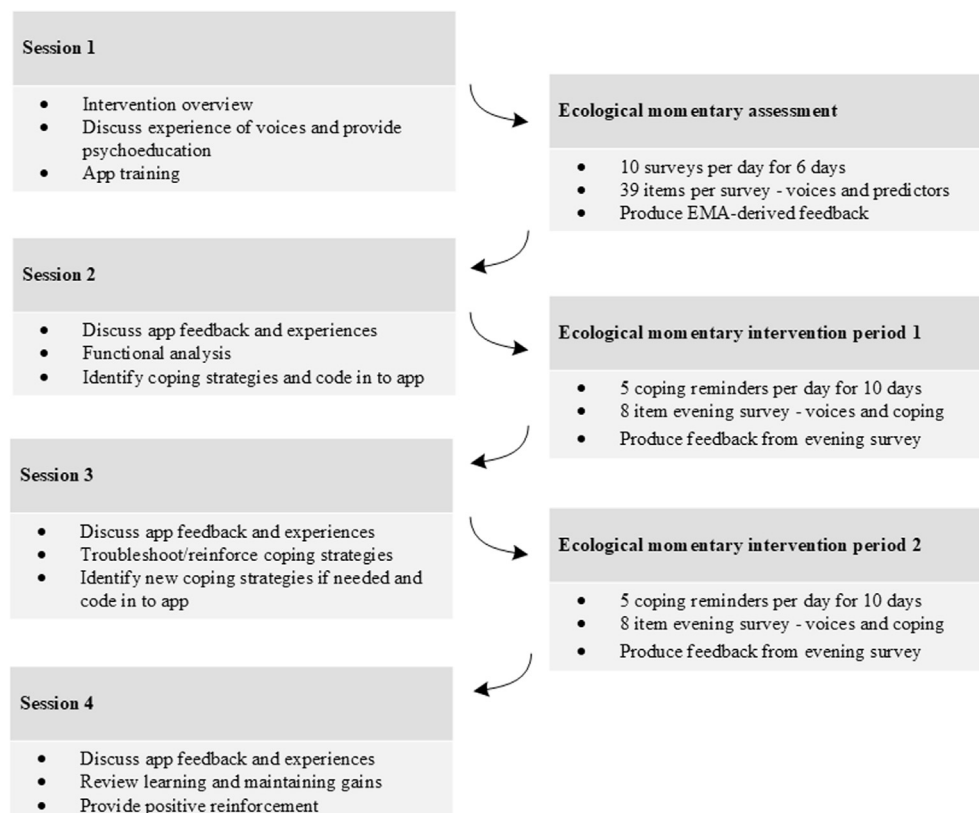 Session 1
• Intervention overview
• Discuss experience of voices and provide
psychoeducation
• App training
Ecological momentary assessment
• 10 surveys per day for 6 days
• 39 items per survey - voices and predictors
• Produce EMA-derived feedback
Session 2
• Discuss app feedback and experiences
• Functional analysis
• Identify coping strategies and code in to app
Ecological momentary intervention period 1
• 5 coping reminders per day for 10 days
• 8 item evening survey - voices and coping
• Produce feedback from evening survey
Session 3
• Discuss app feedback and experiences
• Troubleshoot/reinforce coping strategies
• Identify new coping strategies if needed and
code in to app
Ecological momentary intervention period 2
• 5 coping reminders per day for 10 days
• 8 item evening survey - voices and coping
• Produce feedback from evening survey
Session 4
• Discuss app feedback and experiences
• Review learning and maintaining gains
• Provide positive reinforcement